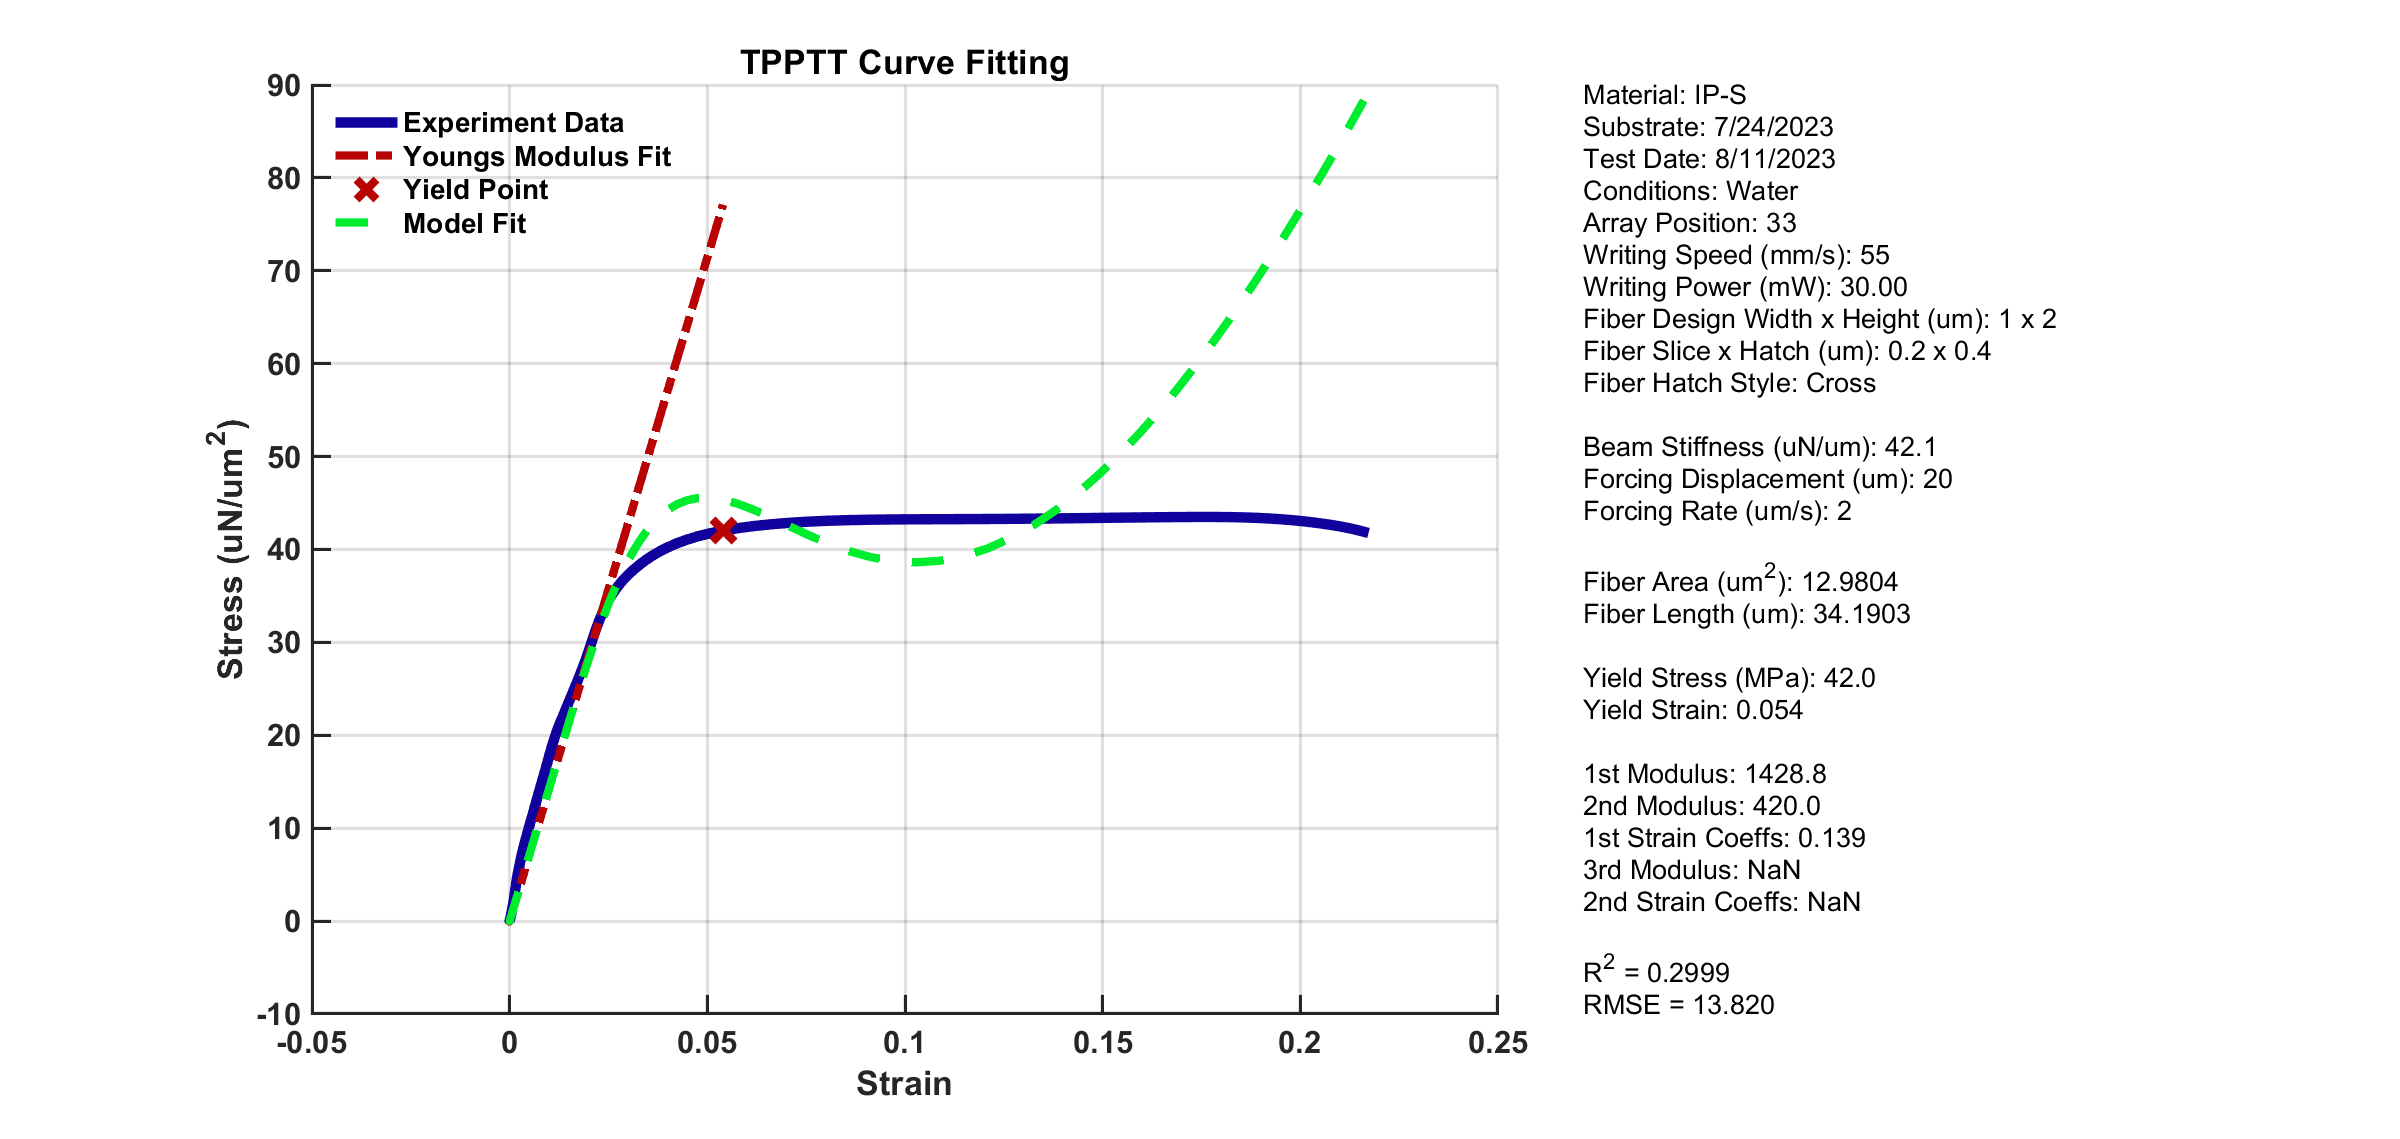 TPPTT Curve Fitting
90
80
70
60
50
40
30
20
10
0
-10
Stress (uN/um²)
Experiment Data
Youngs Modulus Fit
Yield Point
Model Fit
-0.05 0 0.05 0.1 0.15 0.2 0.25
Strain
Material: IP-S
Substrate: 7/24/2023
Test Date: 8/11/2023
Conditions: Water
Array Position: 33
Writing Speed (mm/s): 55
Writing Power (mW): 30.00
Fiber Design Width x Height (um): 1 x 2
Fiber Slice x Hatch (um): 0.2 x 0.4
Fiber Hatch Style: Cross
Beam Stiffness (uN/um): 42.1
Forcing Displacement (um): 20
Forcing Rate (um/s): 2
Fiber Area (um²): 12.9804
Fiber Length (um): 34.1903
Yield Stress (MPa): 42.0
Yield Strain: 0.054
1st Modulus: 1428.8
2nd Modulus: 420.0
1st Strain Coeffs: 0.139
3rd Modulus: NaN
2nd Strain Coeffs: NaN
R² = 0.2999
RMSE = 13.820